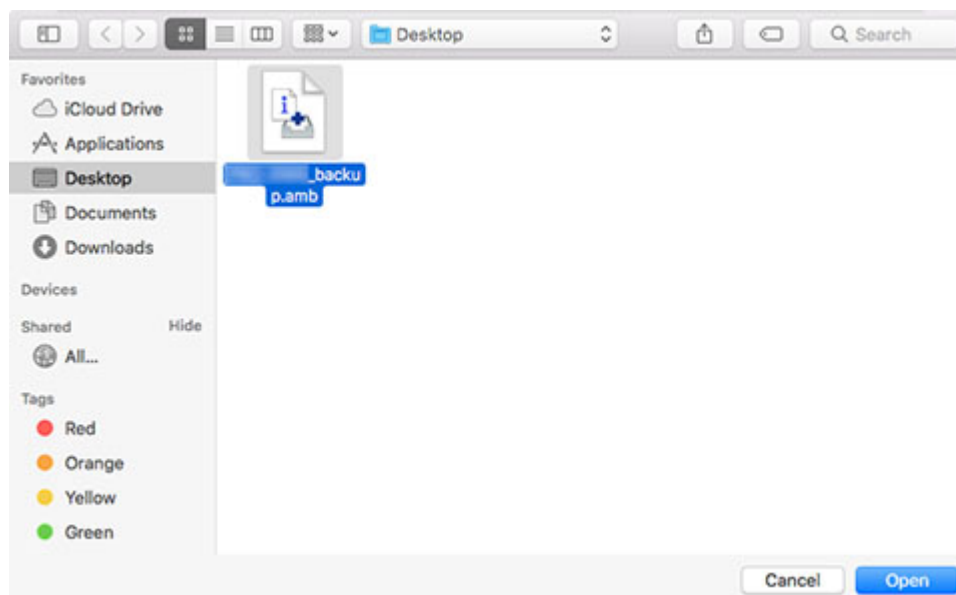 Desktop
Search
Favorites
iCloud Drive
Applications
Desktop
Documents
Downloads
Devices
Shared Hide
All...
Tags
Red
Orange
Yellow
Green
_backu
p.amb
Cancel Open